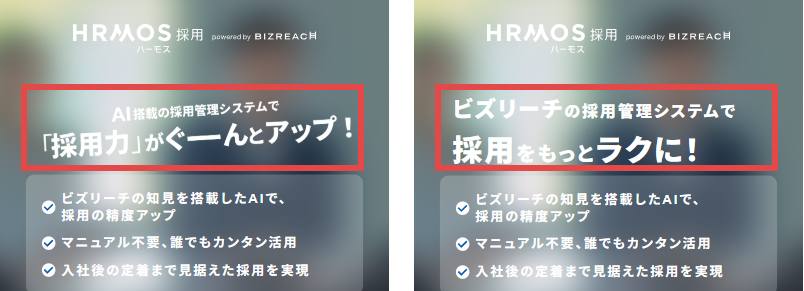 HRMOS 採用 powered by BIZREACH
ハーモス
AI搭載の採用管理システムで
「採用力」がぐーーんとアップ！
ビズリーチの知見を搭載したAIで、
採用の精度アップ
マニュアル不要、誰でもカンタン活用
入社後の定着まで見据えた採用を実現
HRMOS 採用 powered by BIZREACH
ハーモス
ビズリーチの採用管理システムで
採用をもっとラクに！
ビズリーチの知見を搭載したAIで、
採用の精度アップ
マニュアル不要、誰でもカンタン活用
入社後の定着まで見据えた採用を実現